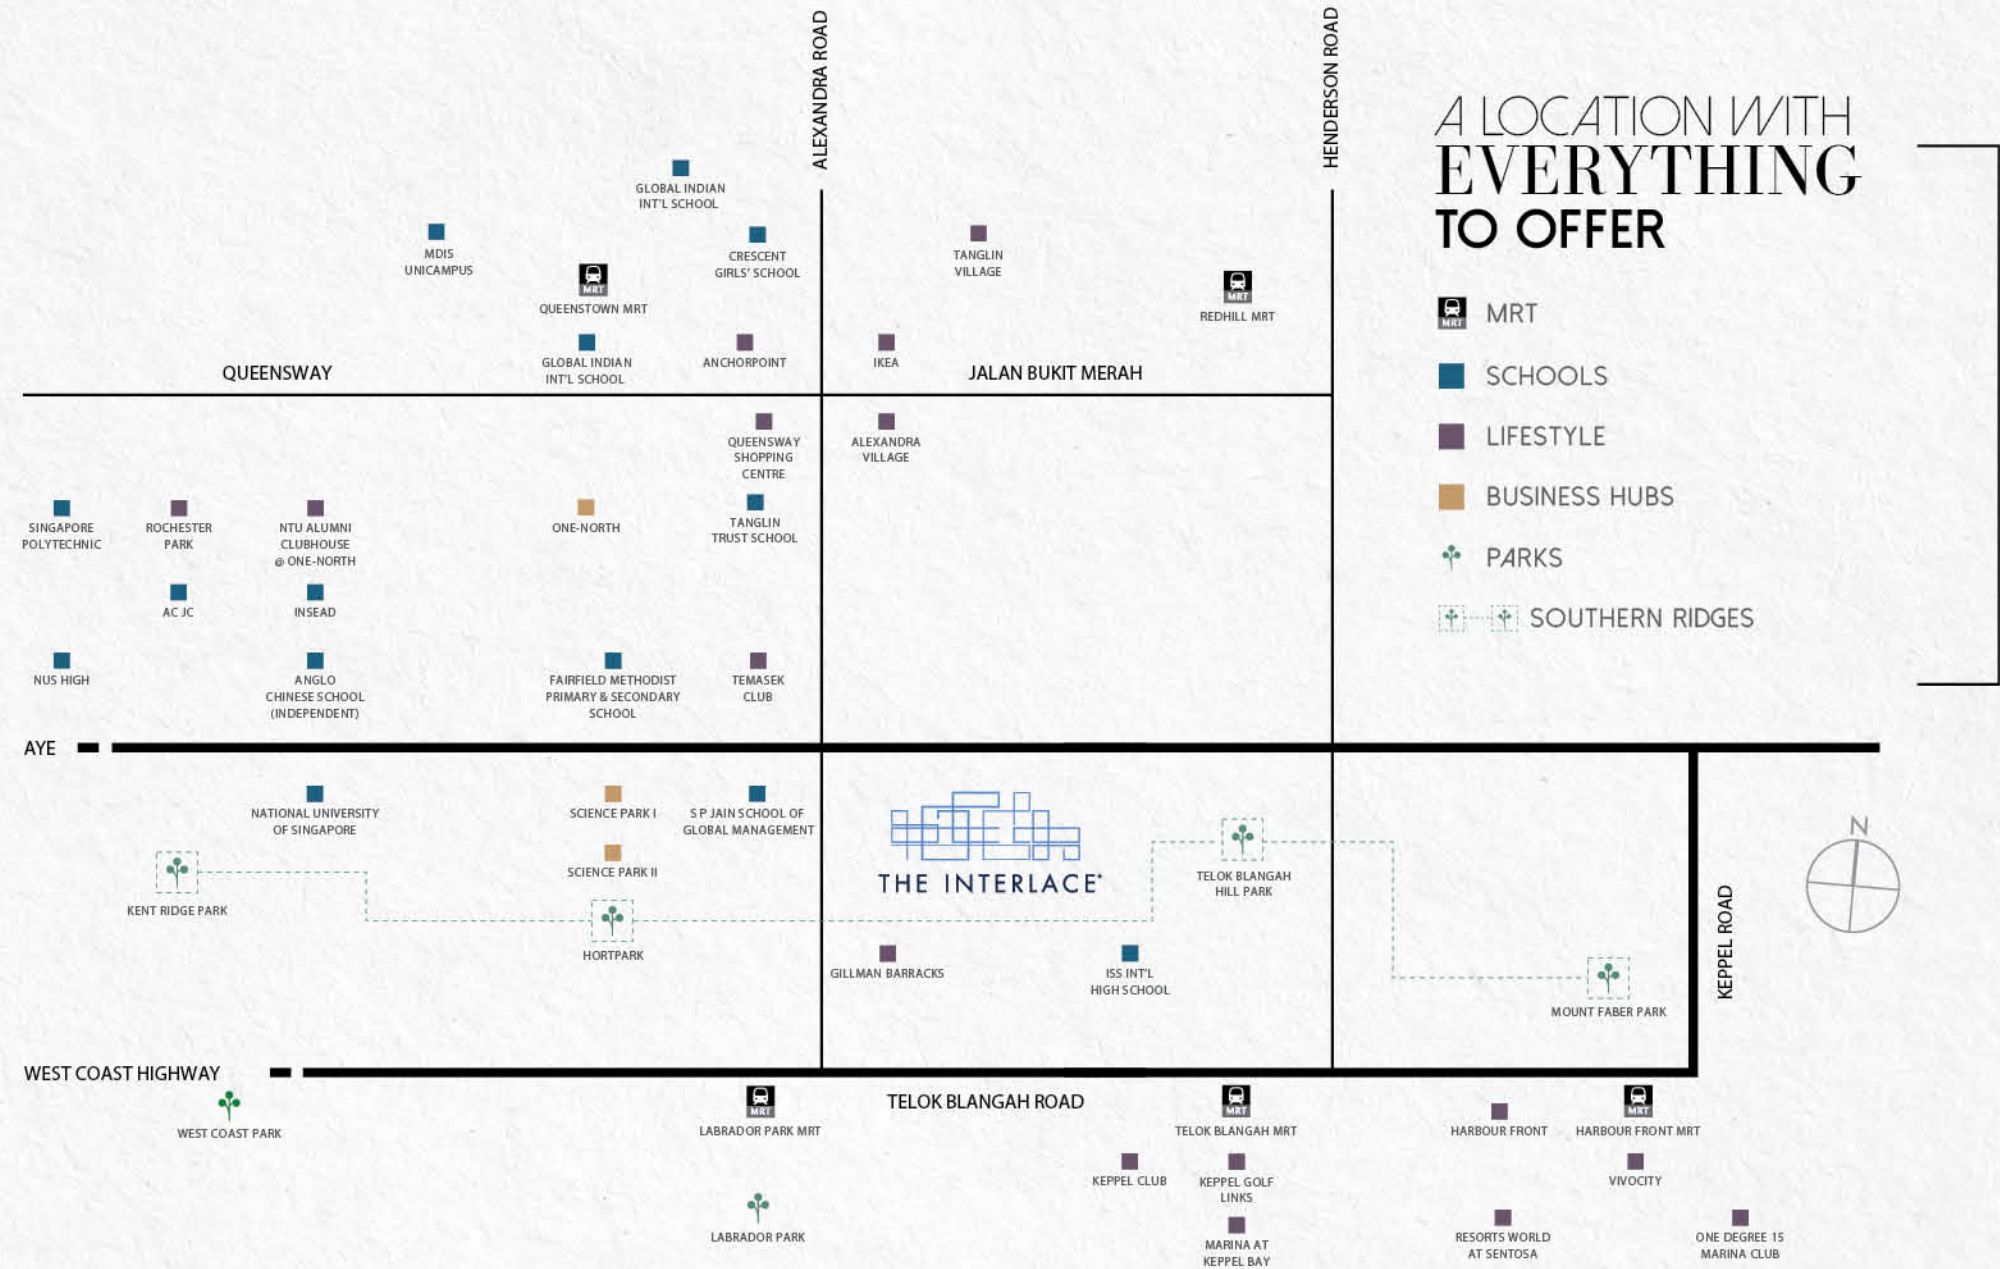 ALEXANDRA ROAD
HENDERSON ROAD
A LOCATION WITH
EVERYTHING
TO OFFER
MRT
MRT
SCHOOLS
LIFESTYLE
BUSINESS HUBS
PARKS
SOUTHERN RIDGES
GLOBAL INDIAN
INT'L SCHOOL
MDIS
UNICAMPUS
CRESCENT
GIRLS' SCHOOL
TANGLIN
VILLAGE
MRT
QUEENSTOWN MRT
MRT
REDHILL MRT
GLOBAL INDIAN
INT'L SCHOOL
ANCHORPOINT
IKEA
QUEENSWAY
JALAN BUKIT MERAH
QUEENSWAY
SHOPPING
CENTRE
ALEXANDRA
VILLAGE
SINGAPORE
POLYTECHNIC
ROCHESTER
PARK
NTU ALUMNI
CLUBHOUSE
@ ONE-NORTH
ONE-NORTH
TANGLIN
TRUST SCHOOL
AC JC
INSEAD
NUS HIGH
ANGLO
CHINESE SCHOOL
(INDEPENDENT)
FAIRFIELD METHODIST
PRIMARY & SECONDARY
SCHOOL
TEMASEK
CLUB
AYE
NATIONAL UNIVERSITY
OF SINGAPORE
SCIENCE PARK I
S P JAIN SCHOOL OF
GLOBAL MANAGEMENT
SCIENCE PARK II
THE INTERLACE
TELOK BLANGAH
HILL PARK
N
KENT RIDGE PARK
HORTPARK
GILLMAN BARRACKS
ISS INT'L
HIGH SCHOOL
MOUNT FABER PARK
KEPPEL ROAD
WEST COAST HIGHWAY
TELOK BLANGAH ROAD
WEST COAST PARK
MRT
LABRADOR PARK MRT
MRT
TELOK BLANGAH MRT
HARBOUR FRONT
MRT
HARBOUR FRONT MRT
KEPPEL CLUB
KEPPEL GOLF
LINKS
VIVOCITY
LABRADOR PARK
MARINA AT
KEPPEL BAY
RESORTS WORLD
AT SENTOSA
ONE DEGREE 15
MARINA CLUB